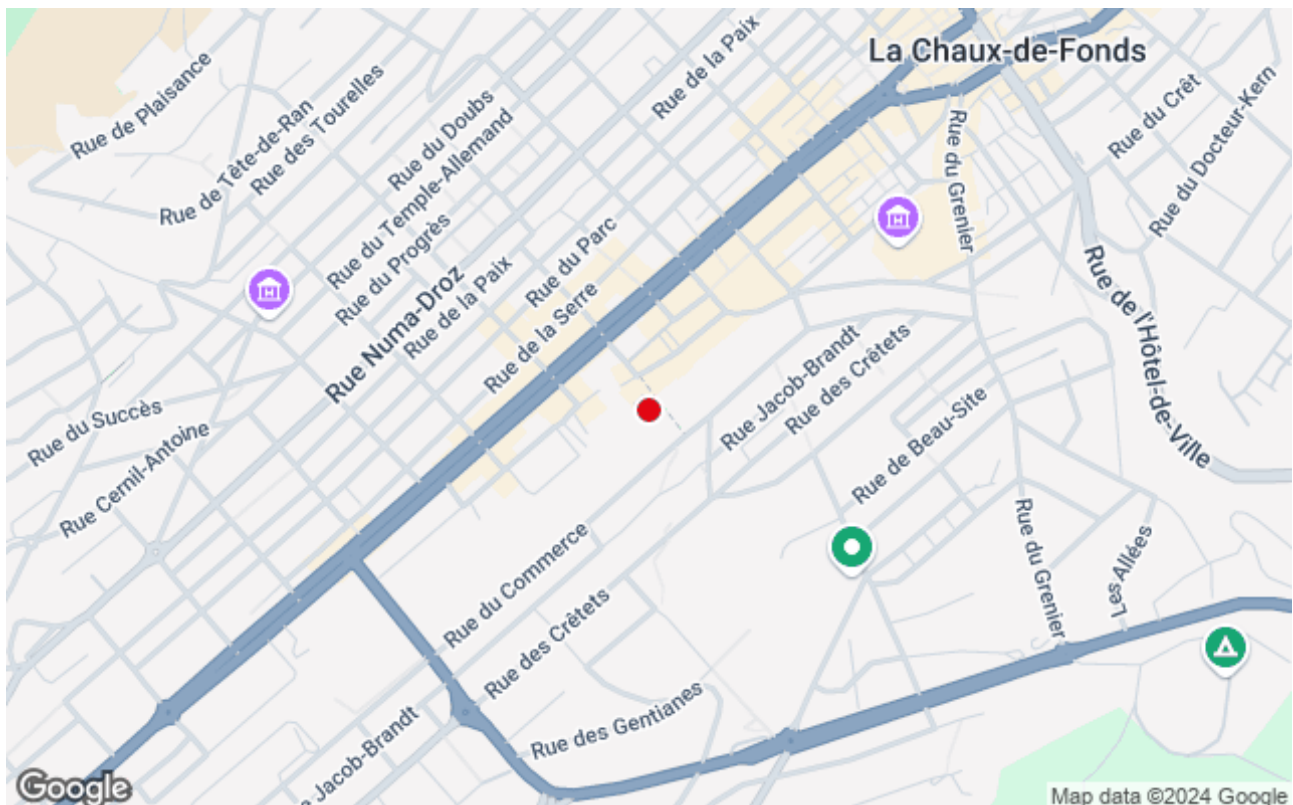 La Chaux-de-Fonds
Rue de Plaisance
Rue de Tête-de-Ran
Rue des Tourelles
Rue du Doubs
Rue du Temple-Allemand
Rue du Progrès
Rue de la Paix
Rue Numa-Droz
Rue de la Paix
Rue du Parc
Rue de la Serre
Rue du Grenier
Rue du Crêt
Rue du Docteur-Kern
Rue de l'Hôtel-de-Ville
Rue du Succès
Rue Cernil-Antoine
Rue Jacob-Brandt
Rue des Crêtets
Rue de Beau-Site
Rue du Commerce
Rue des Crêtets
Rue du Grenier
Les Allées
Rue des Gentianes
e Jacob-Brandt
Google
Map data ©2024 Google